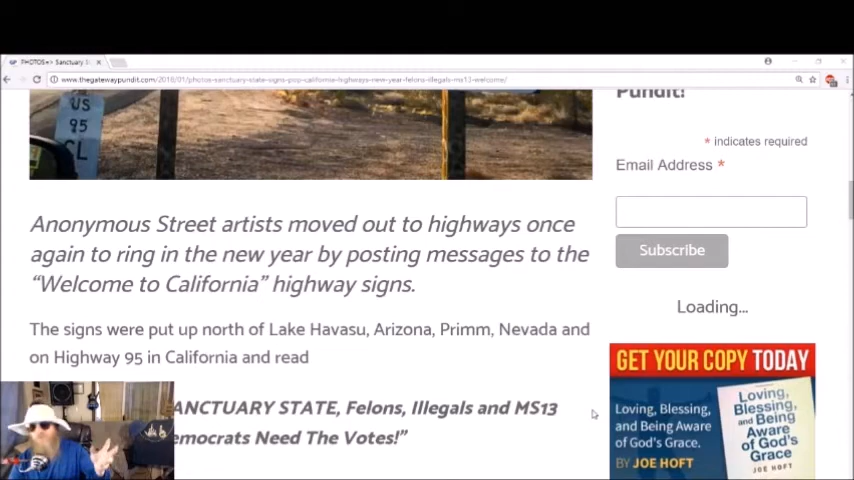 PHOTOS=> Sanctuary St
www.thegatewaypundit.com/2018/01/photos-sanctuary-state-signs-pop-california-highways-new-year-felons-illegals-ms13-welcome/
US
95
CL
Pundit!
* indicates required
Email Address *
Subscribe
Loading...
Anonymous Street artists moved out to highways once
again to ring in the new year by posting messages to the
“Welcome to California” highway signs.
The signs were put up north of Lake Havasu, Arizona, Primm, Nevada and
on Highway 95 in California and read
ANCTUARY STATE, Felons, Illegals and MS13
emocrats Need The Votes!”
GET YOUR COPY TODAY
Loving, Blessing,
and Being Aware
of God's Grace.
BY JOE HOFT
Loving,
Blessing,
and Being
Aware of
God's
Grace
JOE HOFT